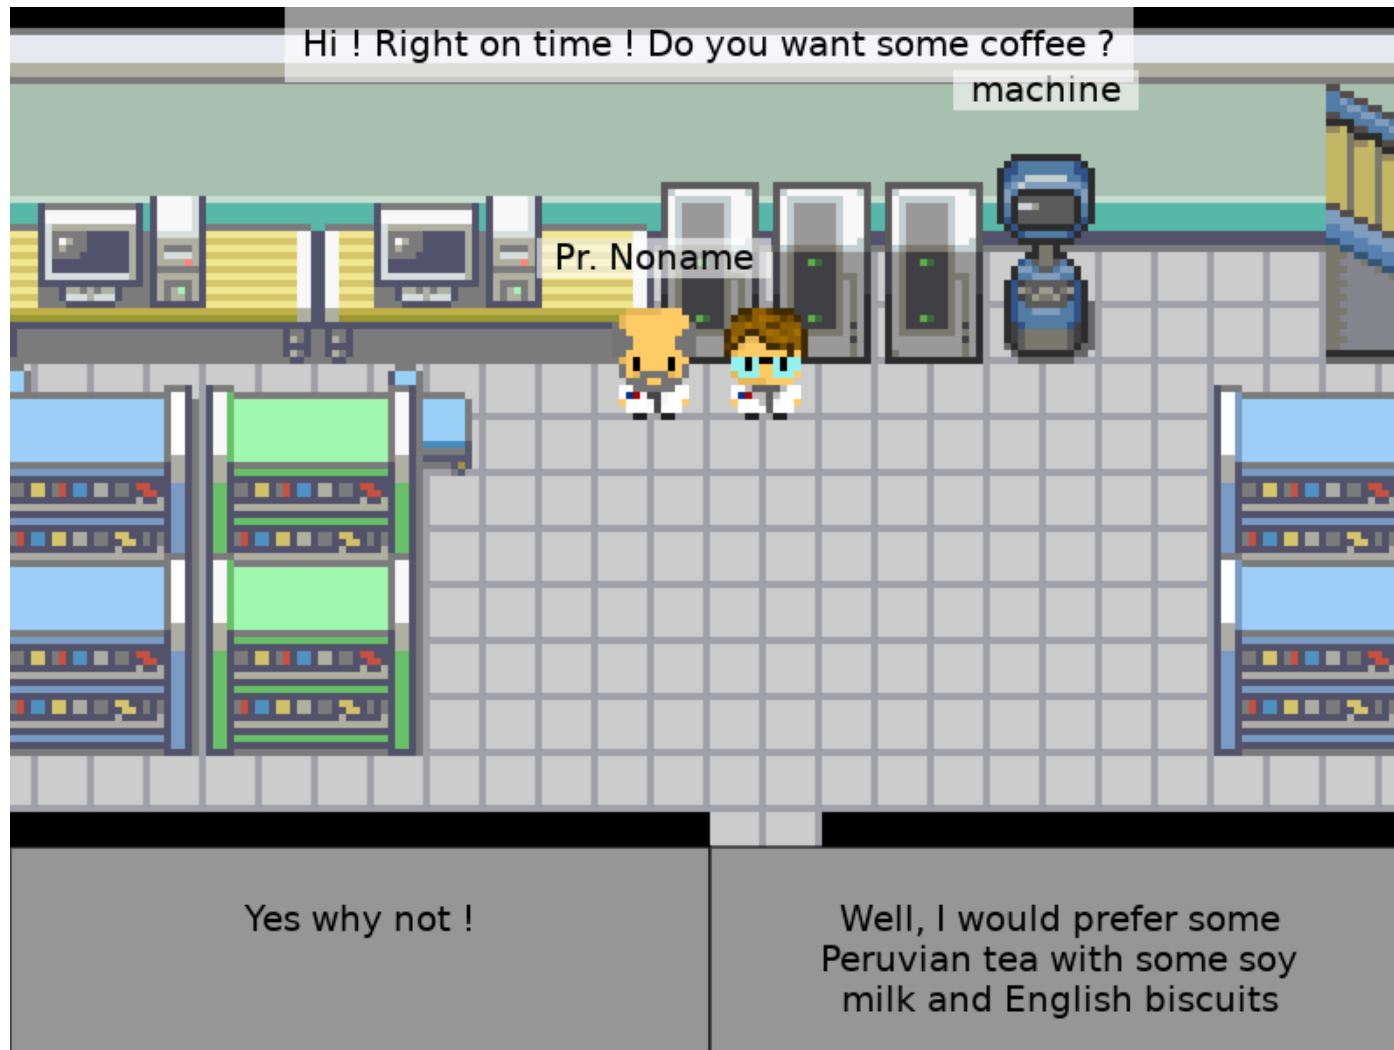 Hi ! Right on time ! Do you want some coffee ?
machine
Pr. Noname
Yes why not !
Well, I would prefer some
Peruvian tea with some soy
milk and English biscuits